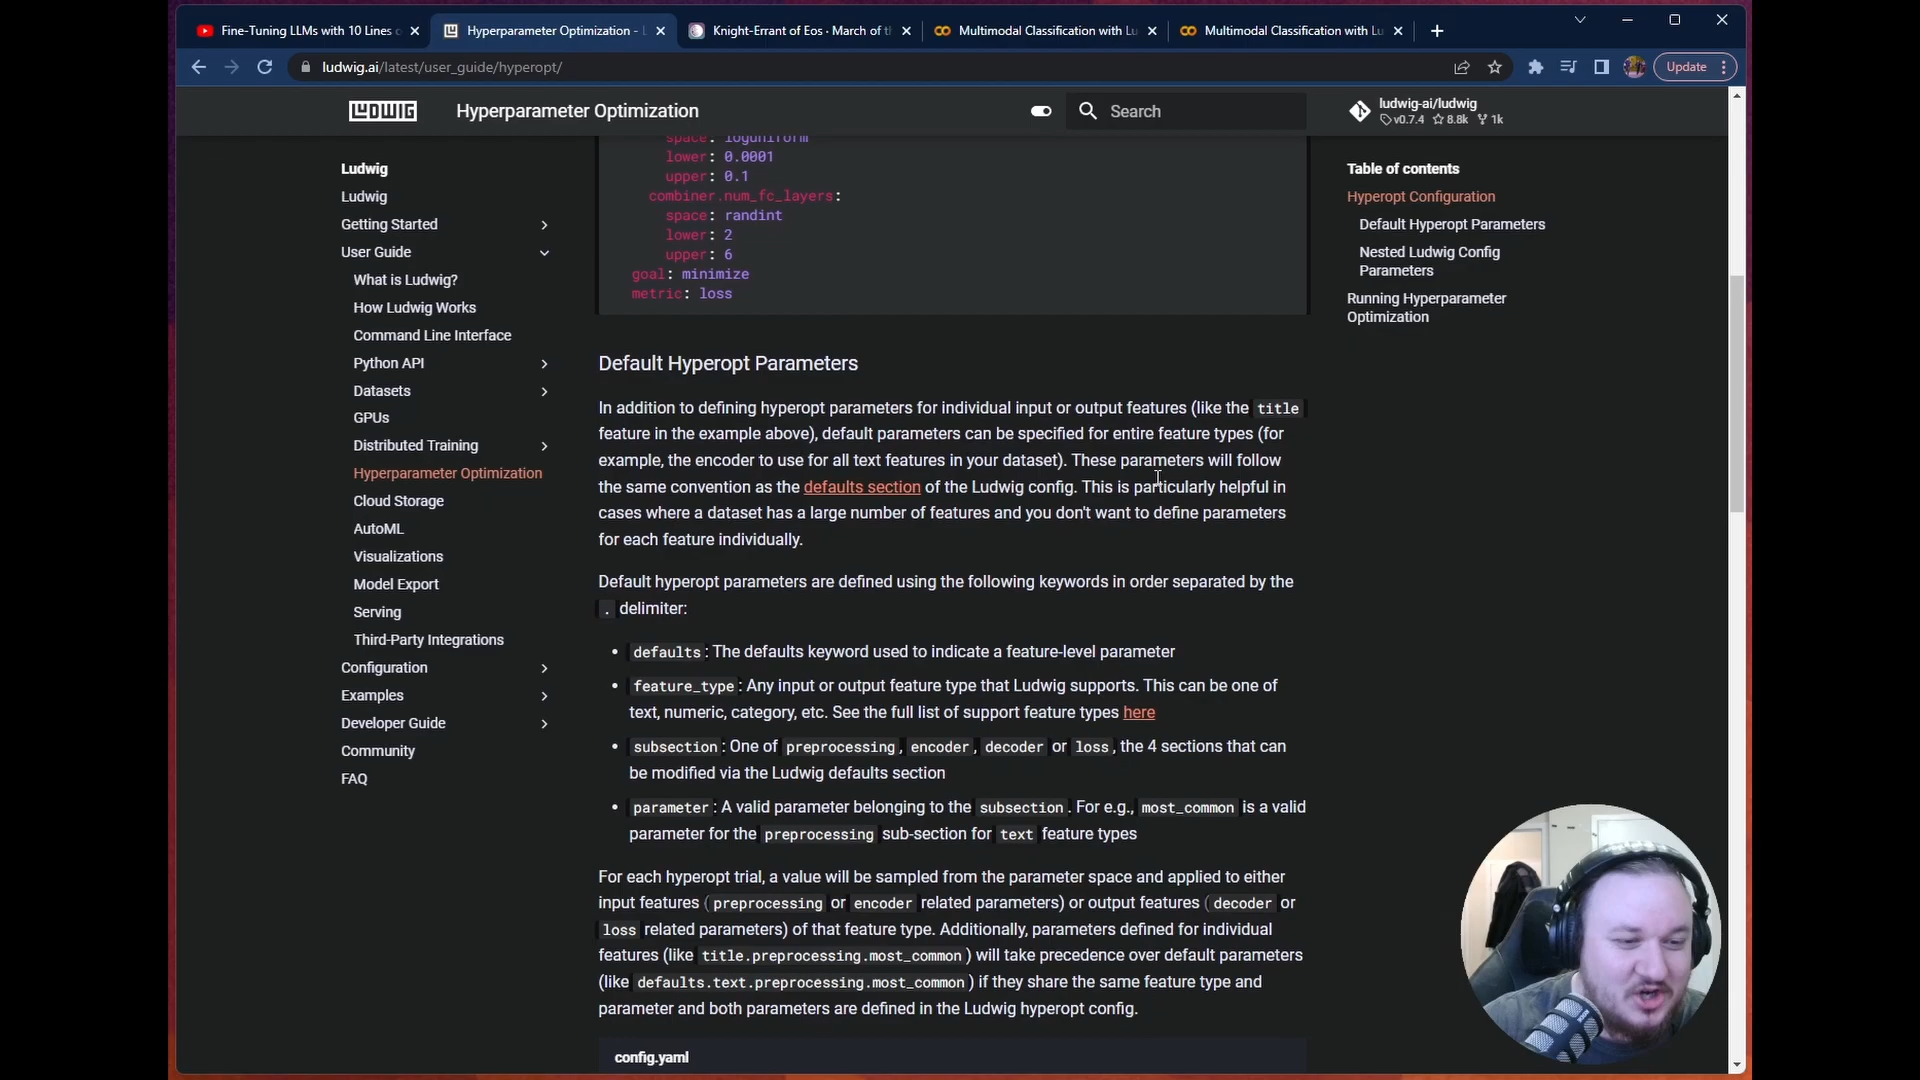 Fine-Tuning LLMs with 10 Lines o
Hyperparameter Optimization - L
Knight-Errant of Eos · March of th
Multimodal Classification with Lu
Multimodal Classification with Lu
ludwig.ai/latest/user_guide/hyperopt/
Update
LUDWIG
Hyperparameter Optimization
Search
ludwig-ai/ludwig
v0.7.4 8.8k 1k
Ludwig
Ludwig
Getting Started
User Guide
What is Ludwig?
How Ludwig Works
Command Line Interface
Python API
Datasets
GPUs
Distributed Training
Hyperparameter Optimization
Cloud Storage
AutoML
Visualizations
Model Export
Serving
Third-Party Integrations
Configuration
Examples
Developer Guide
Community
FAQ
space: loguniform
lower: 0.0001
upper: 0.1
combiner.num_fc_layers:
space: randint
lower: 2
upper: 6
goal: minimize
metric: loss
Default Hyperopt Parameters
In addition to defining hyperopt parameters for individual input or output features (like the title
feature in the example above), default parameters can be specified for entire feature types (for
example, the encoder to use for all text features in your dataset). These parameters will follow
the same convention as the defaults section of the Ludwig config. This is particularly helpful in
cases where a dataset has a large number of features and you don't want to define parameters
for each feature individually.
Default hyperopt parameters are defined using the following keywords in order separated by the
. delimiter:
• defaults: The defaults keyword used to indicate a feature-level parameter
• feature_type: Any input or output feature type that Ludwig supports. This can be one of
text, numeric, category, etc. See the full list of support feature types here
• subsection: One of preprocessing, encoder, decoder or loss, the 4 sections that can
be modified via the Ludwig defaults section
• parameter: A valid parameter belonging to the subsection. For e.g., most_common is a valid
parameter for the preprocessing sub-section for text feature types
For each hyperopt trial, a value will be sampled from the parameter space and applied to either
input features (preprocessing or encoder related parameters) or output features (decoder or
loss related parameters) of that feature type. Additionally, parameters defined for individual
features (like title.preprocessing.most_common) will take precedence over default parameters
(like defaults.text.preprocessing.most_common) if they share the same feature type and
parameter and both parameters are defined in the Ludwig hyperopt config.
config.yaml
Table of contents
Hyperopt Configuration
Default Hyperopt Parameters
Nested Ludwig Config
Parameters
Running Hyperparameter
Optimization